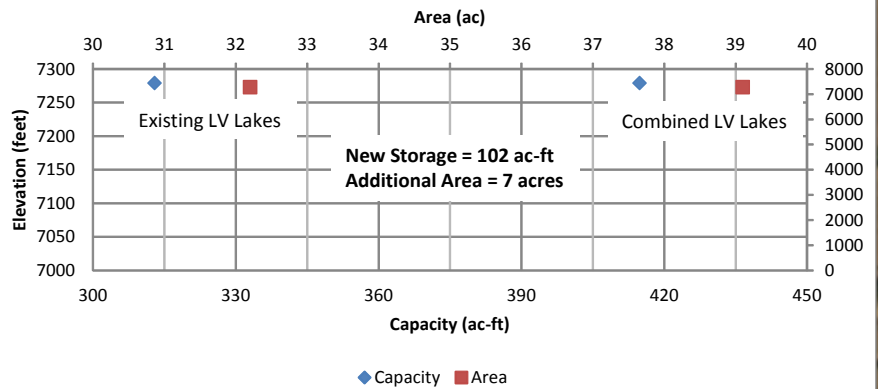 Area (ac)
30 31 32 33 34 35 36 37 38 39 40
7300 8000
7250 7000
6000
7200
5000
7150 4000
3000
7100
2000
7050
1000
7000 0
Elevation (feet)
Existing LV Lakes
Combined LV Lakes
New Storage = 102 ac-ft
Additional Area = 7 acres
300 330 360 390 420 450
Capacity (ac-ft)
Capacity Area